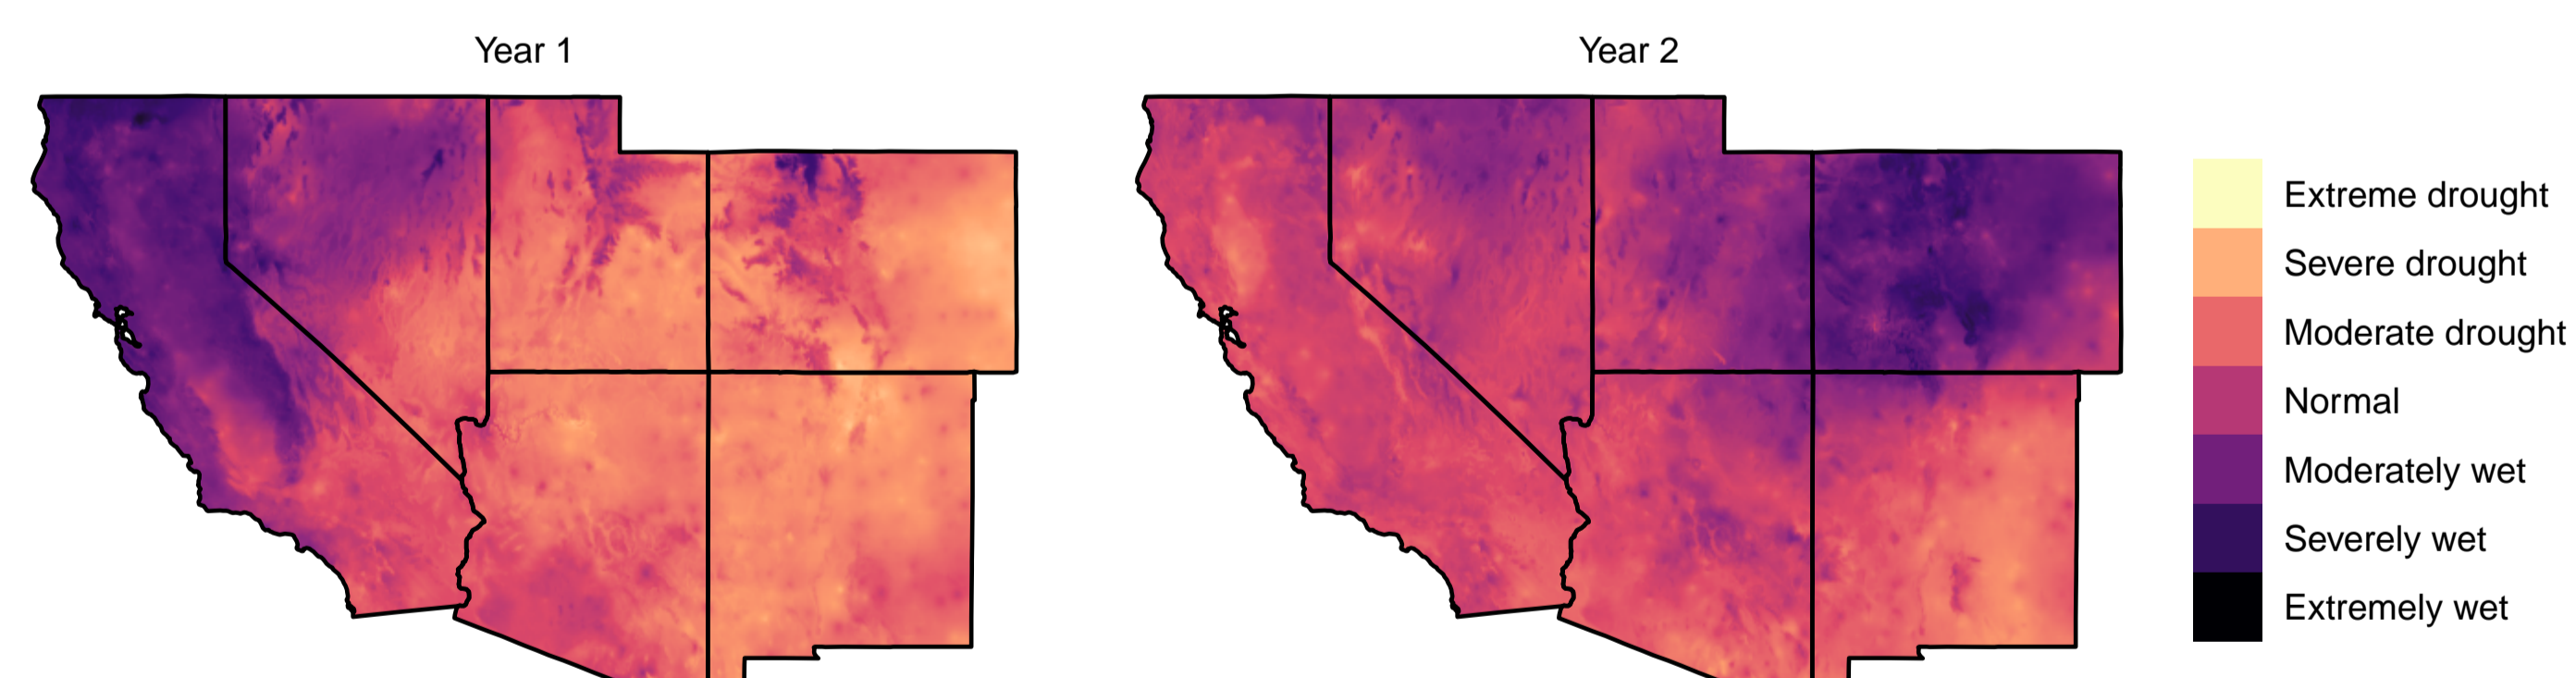 Year 1
Year 2
Extreme drought
Severe drought
Moderate drought
Normal
Moderately wet
Severely wet
Extremely wet